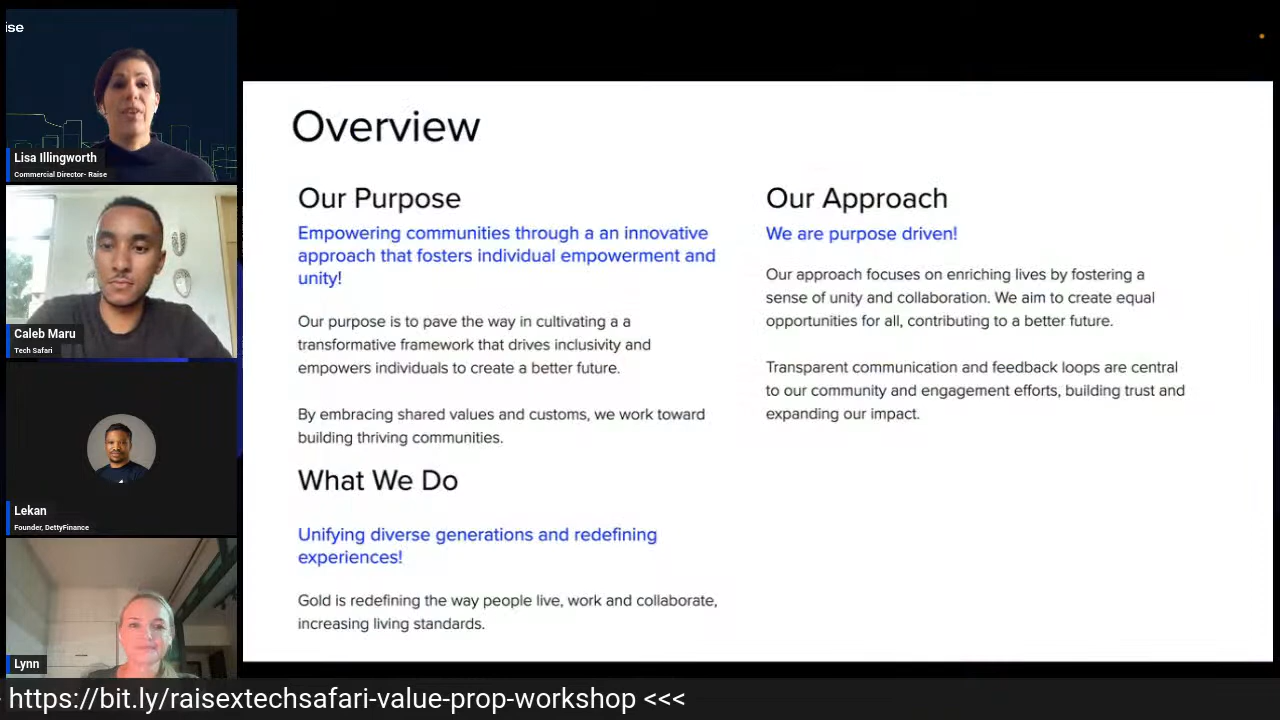 ise
Lisa Illingworth
Commercial Director- Raise
Caleb Maru
Tech Safari
Lekan
Founder, DettyFinance
Lynn
Overview
Our Purpose
Empowering communities through a an innovative
approach that fosters individual empowerment and
unity!
Our purpose is to pave the way in cultivating a a
transformative framework that drives inclusivity and
empowers individuals to create a better future.
By embracing shared values and customs, we work toward
building thriving communities.
What We Do
Unifying diverse generations and redefining
experiences!
Gold is redefining the way people live, work and collaborate,
increasing living standards.
Our Approach
We are purpose driven!
Our approach focuses on enriching lives by fostering a
sense of unity and collaboration. We aim to create equal
opportunities for all, contributing to a better future.
Transparent communication and feedback loops are central
to our community and engagement efforts, building trust and
expanding our impact.
https://bit.ly/raisextechsafari-value-prop-workshop <<<